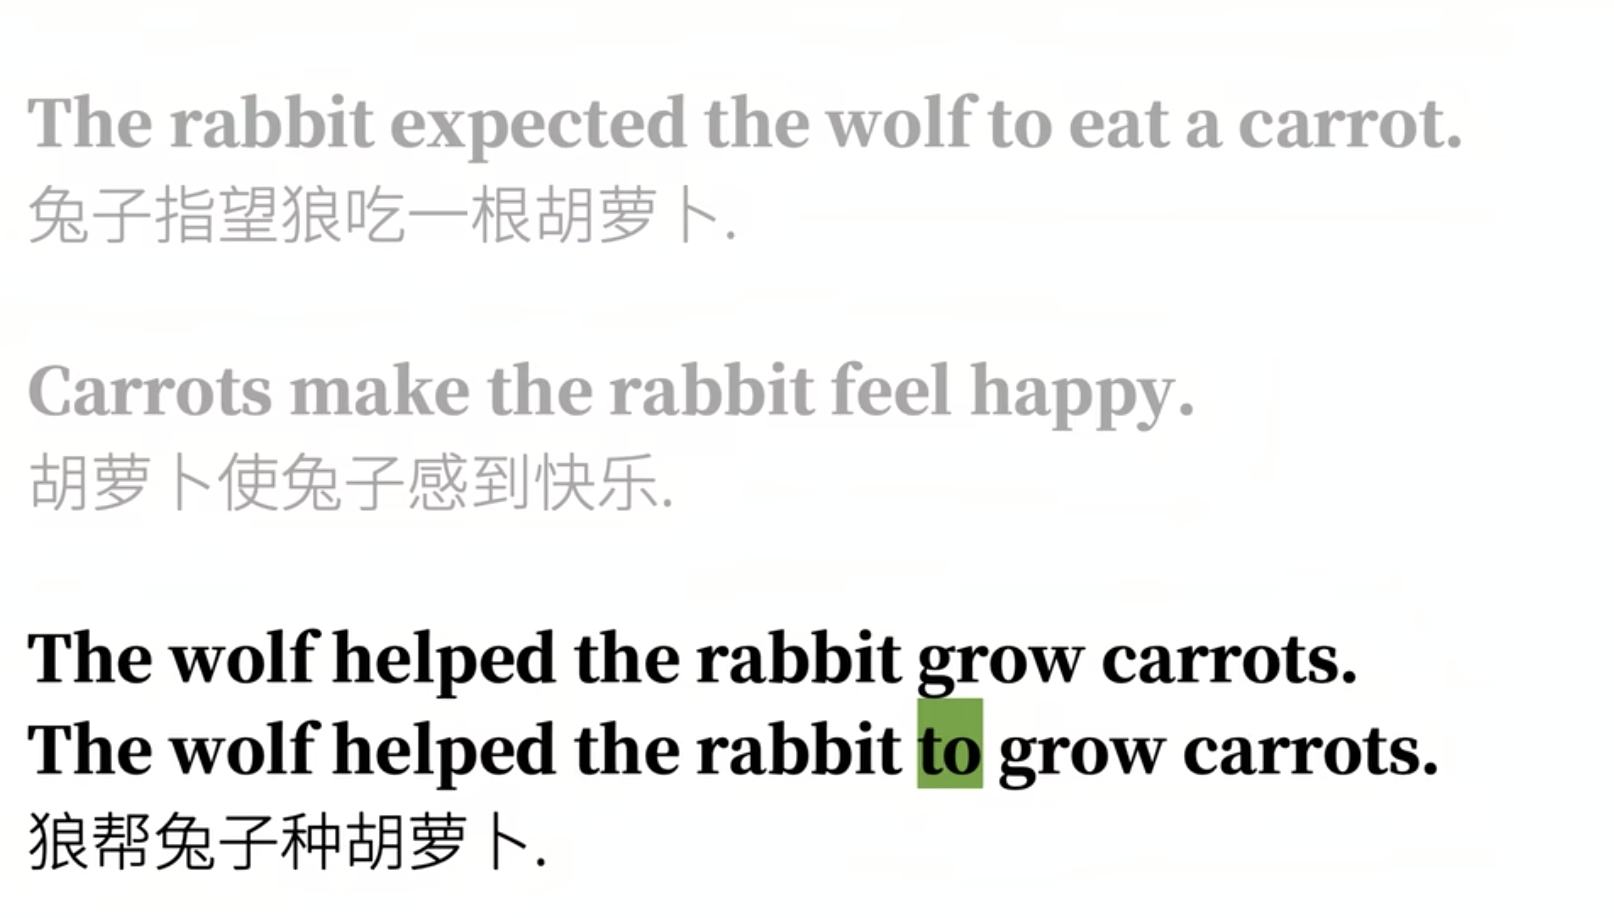 The rabbit expected the wolf to eat a carrot.
兔子指望狼吃一根胡萝卜.
Carrots make the rabbit feel happy.
胡萝卜使兔子感到快乐.
The wolf helped the rabbit grow carrots.
The wolf helped the rabbit to grow carrots.
狼帮兔子种胡萝卜.